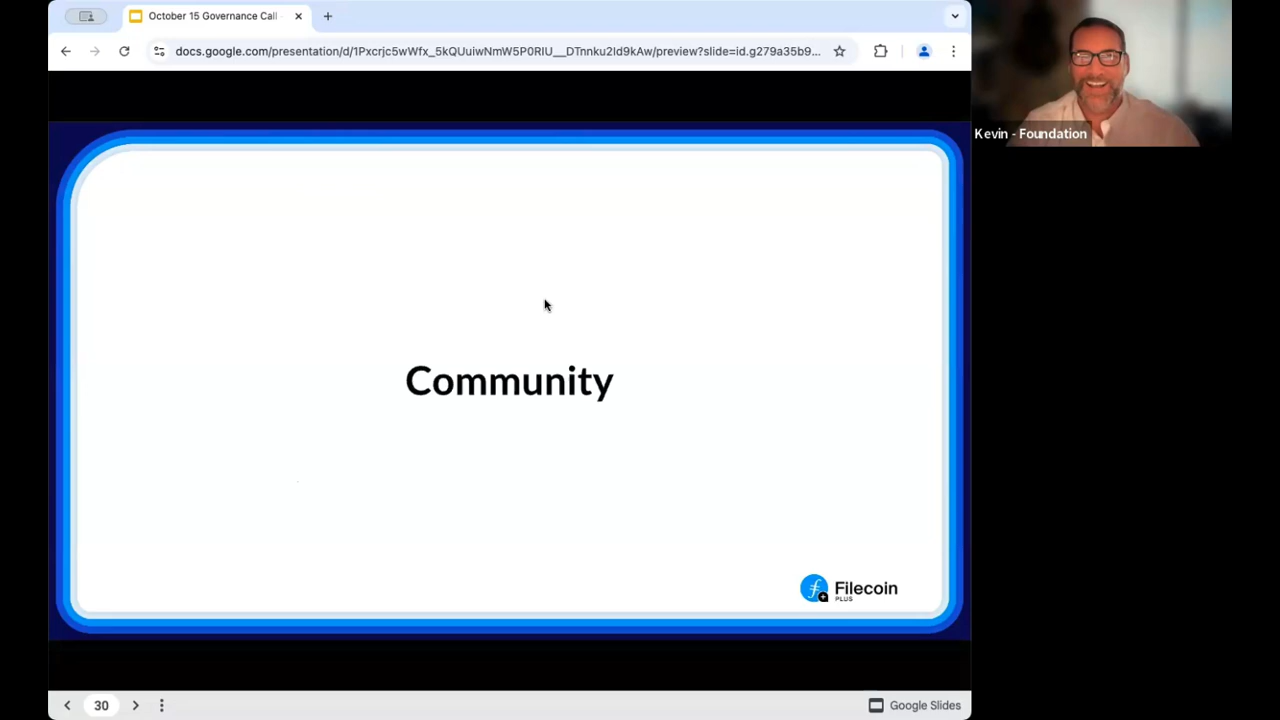 October 15 Governance Call
docs.google.com/presentation/d/1Pxcrjc5wWfx_5kQUuiwNmW5P0RIU__DTnnku2Id9kAw/preview?slide=id.g279a35b9...
Kevin - Foundation
Community
Filecoin
PLUS
30
Google Slides